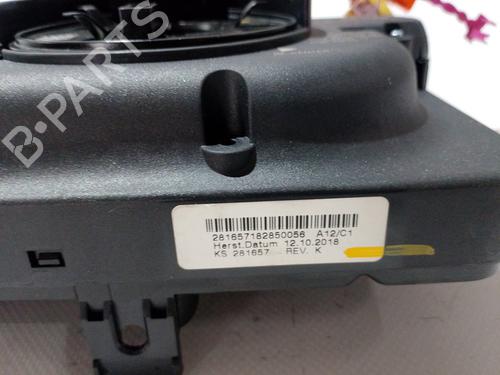 B-PARTS
281657182850056 A12/C1
Herst.Datum 12.10.2018
KS 281657 REV. K